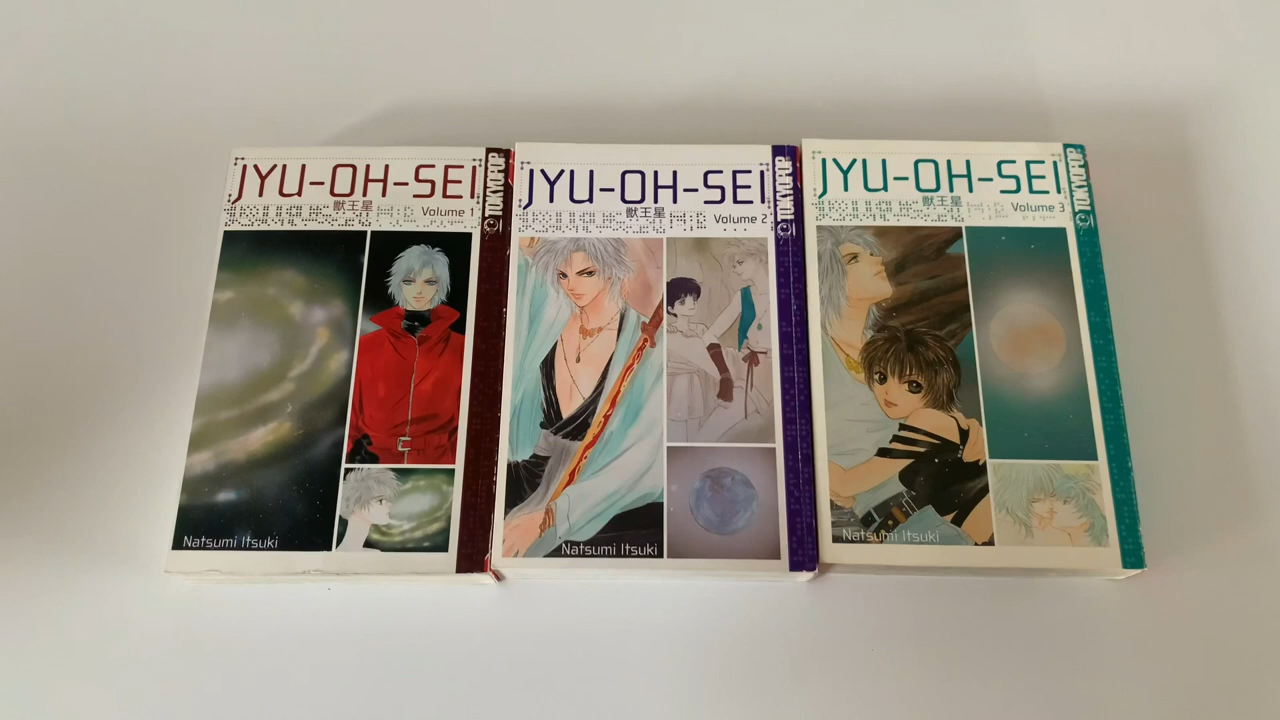 JYU-OH-SEI
獣王星
Volume 1
TOKYOPOP
Natsumi Itsuki
JYU-OH-SEI
獣王星
Volume 2
TOKYOPOP
Natsumi Itsuki
JYU-OH-SEI
獣王星
Volume 3
TOKYOPOP
Natsumi Itsuki